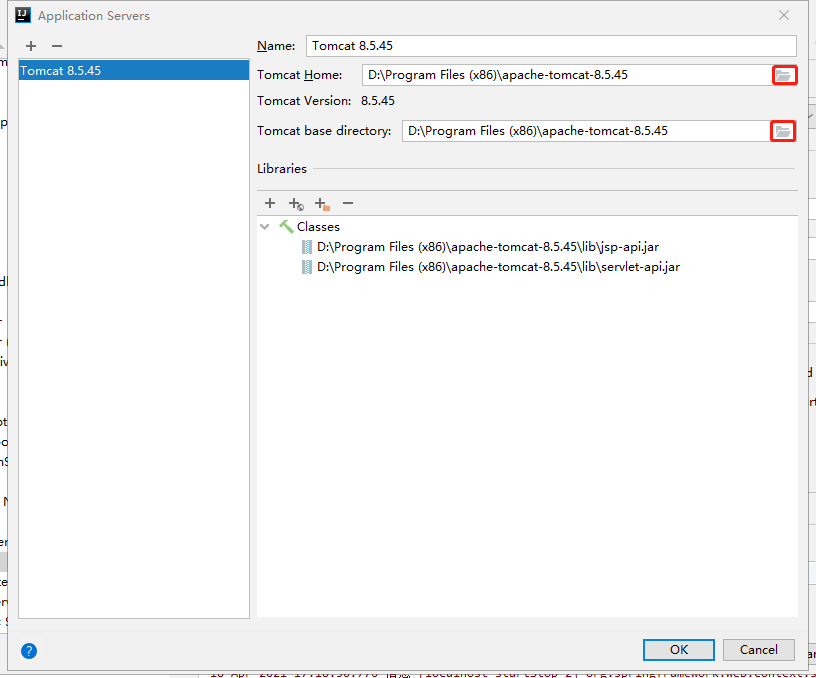 Application Servers
Tomcat 8.5.45
Name: Tomcat 8.5.45
Tomcat Home: D:\Program Files (x86)\apache-tomcat-8.5.45
Tomcat Version: 8.5.45
Tomcat base directory: D:\Program Files (x86)\apache-tomcat-8.5.45
Libraries
Classes
D:\Program Files (x86)\apache-tomcat-8.5.45\lib\jsp-api.jar
D:\Program Files (x86)\apache-tomcat-8.5.45\lib\servlet-api.jar
?
OK Cancel